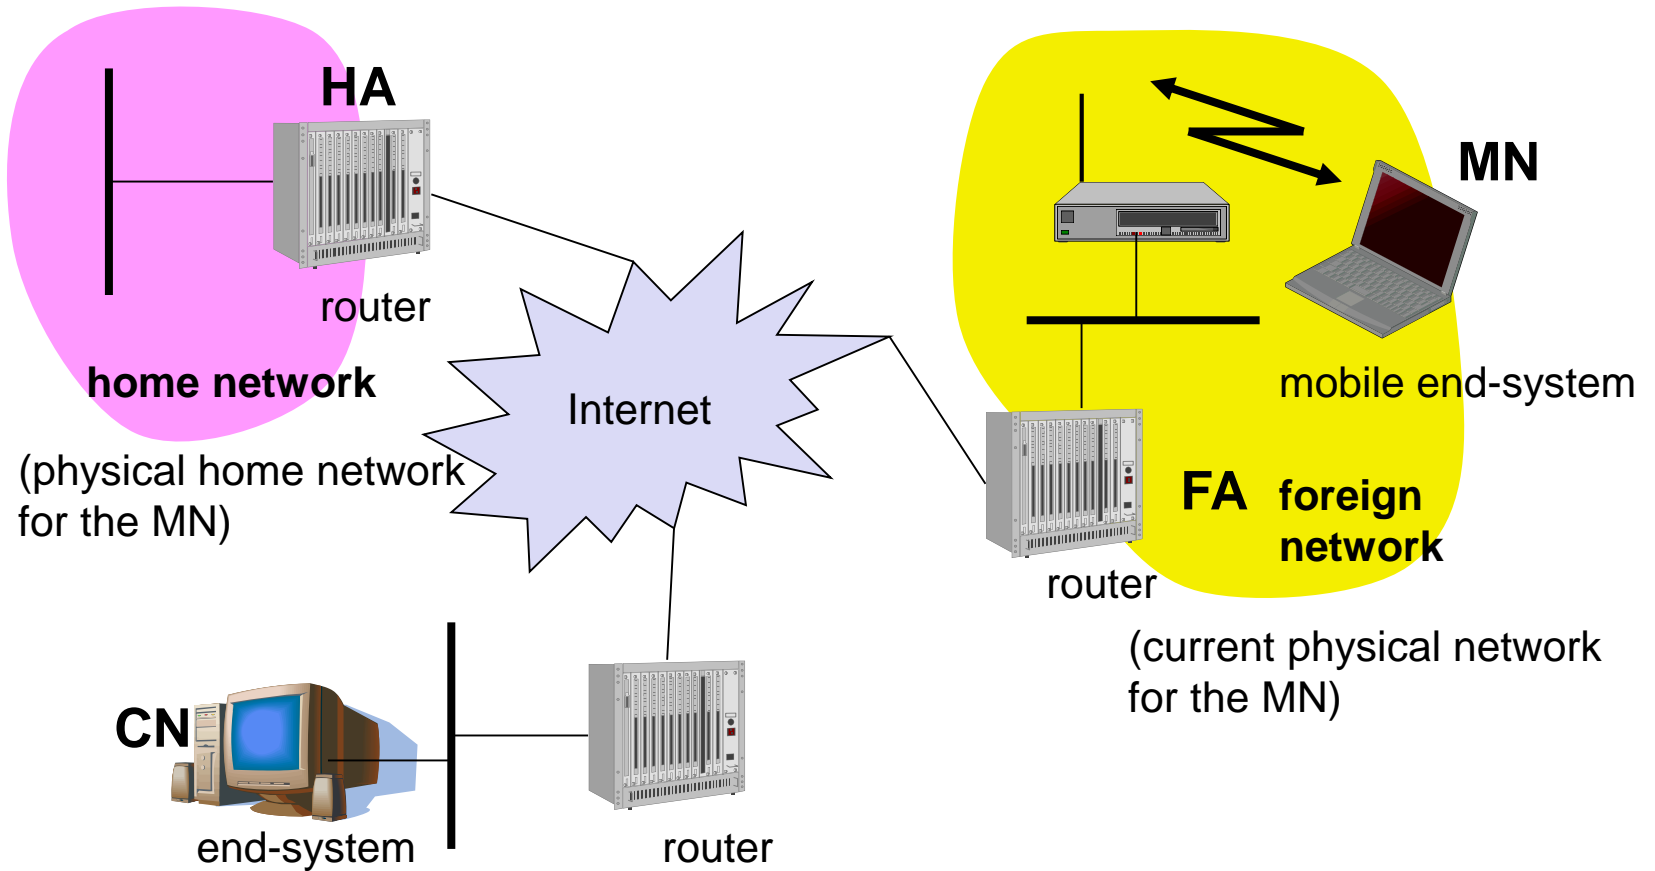 HA
router
home network
(physical home network
for the MN)
Internet
MN
mobile end-system
FA
foreign
network
router
(current physical network
for the MN)
CN
end-system
router